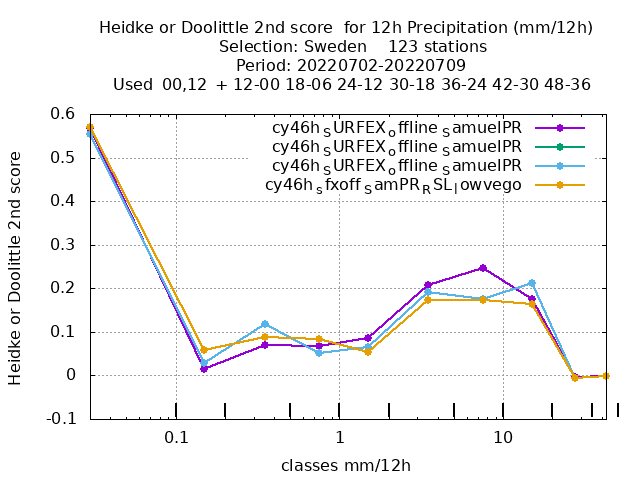 Heidke or Doolittle 2nd score  for 12h Precipitation (mm/12h)
Selection: Sweden    123 stations
Period: 20220702-20220709
Used  00,12  + 12-00 18-06 24-12 30-18 36-24 42-30 48-36
cy46h_SURFEX_offline_SamuelPR
cy46h_SURFEX_offline_SamuelPR
cy46h_SURFEX_offline_SamuelPR
cy46h_sfxoff_SamPR_RSL_lowvego
Heidke or Doolittle 2nd score
0.6
0.5
0.4
0.3
0.2
0.1
0
-0.1
0.1
1
10
classes mm/12h